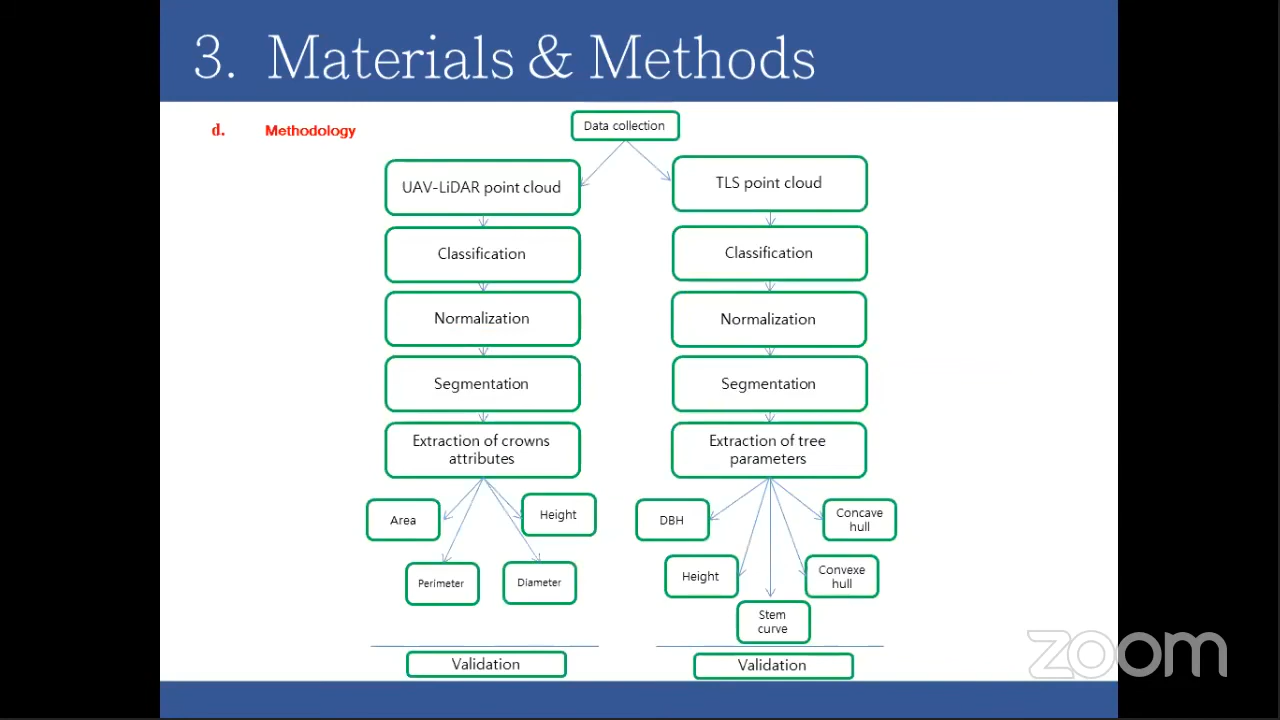 3. Materials & Methods
d. Methodology
Data collection
UAV-LiDAR point cloud
Classification
Normalization
Segmentation
Extraction of crowns
attributes
Area
Height
Perimeter
Diameter
Validation
TLS point cloud
Classification
Normalization
Segmentation
Extraction of tree
parameters
DBH
Concave
hull
Height
Convexe
hull
Stem
curve
Validation
zoom